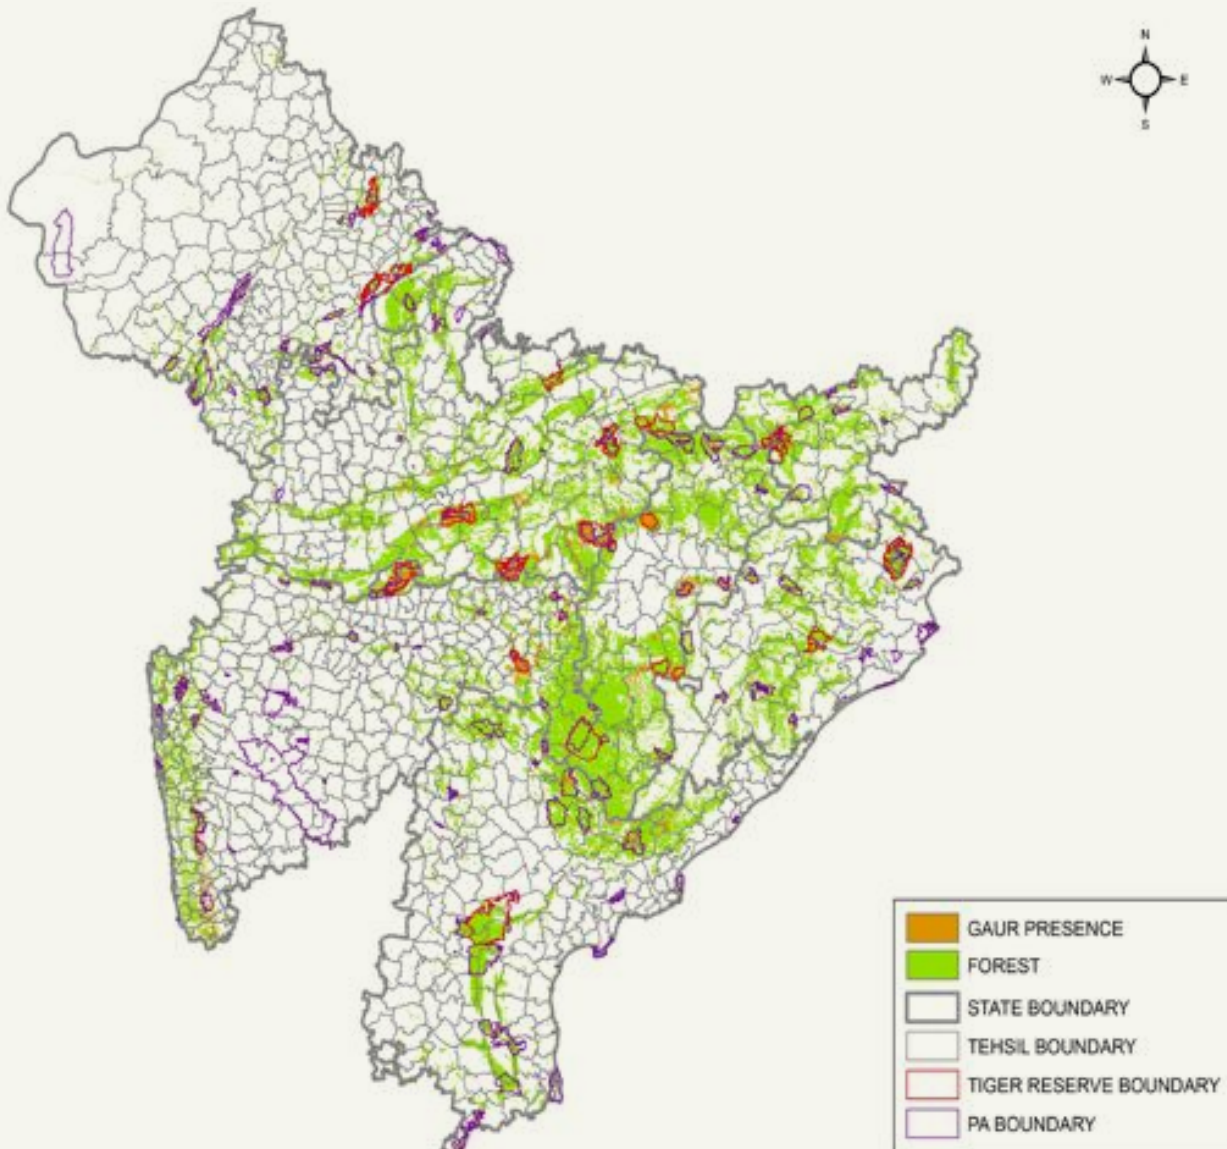 N
W E
S
GAUR PRESENCE
FOREST
STATE BOUNDARY
TEHSIL BOUNDARY
TIGER RESERVE BOUNDARY
PA BOUNDARY